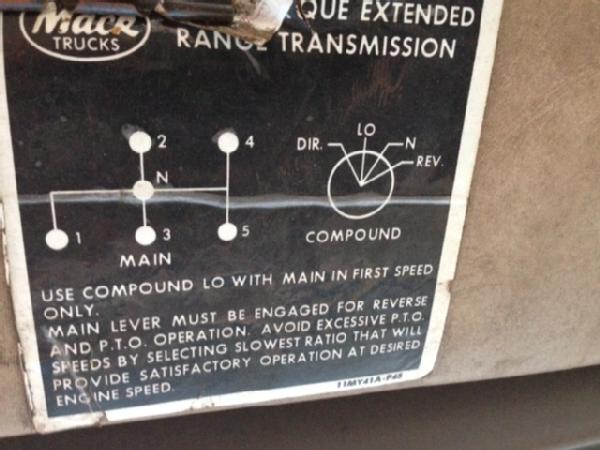 Mack
TRUCKS
QUE EXTENDED
RANGE TRANSMISSION
2
4
N
1
3
5
MAIN
DIR.
LO
N
REV.
COMPOUND
USE COMPOUND LO WITH MAIN IN FIRST SPEED
ONLY.
MAIN LEVER MUST BE ENGAGED FOR REVERSE
AND P.T.O. OPERATION. AVOID EXCESSIVE P.T.O.
SPEEDS BY SELECTING SLOWEST RATIO THAT WILL
PROVIDE SATISFACTORY OPERATION AT DESIRED
ENGINE SPEED.
11MY41A-P48